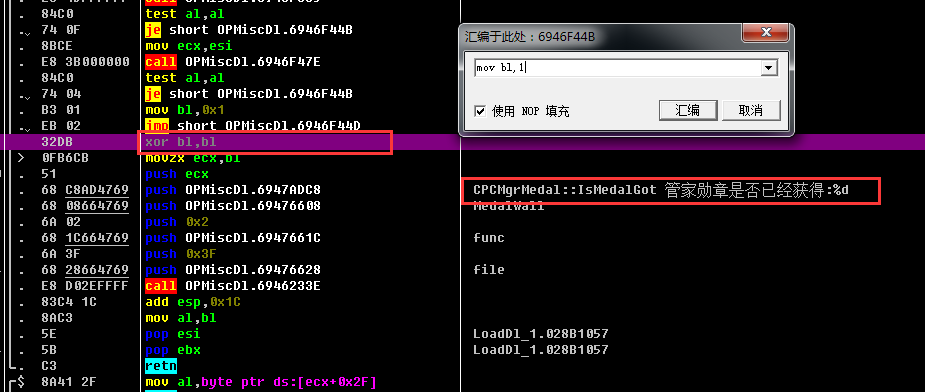 84C0 test al,al
74 0F je short OPMiscDl.6946F44B
8BCE mov ecx,esi
E8 3B000000 call OPMiscDl.6946F47E
84C0 test al,al
74 04 je short OPMiscDl.6946F44B
B3 01 mov bl,0x1
EB 02 jmp short OPMiscDl.6946F44D
32DB xor bl,bl
0FB6CB movzx ecx,bl
51 push ecx
68 C8AD4769 push OPMiscDl.6947ADC8 CPCMgrMedal::IsMedalGot 管家勋章是否已经获得:%d
68 08664769 push OPMiscDl.69476608 MedalWall
6A 02 push 0x2
68 1C664769 push OPMiscDl.6947661C func
6A 3F push 0x3F
68 28664769 push OPMiscDl.69476628 file
E8 D02EFFFF call OPMiscDl.6946233E
83C4 1C add esp,0x1C
8AC3 mov al,bl
5E pop esi LoadDl_1.028B1057
5B pop ebx LoadDl_1.028B1057
C3 retn
8A41 2F mov al,byte ptr ds:[ecx+0x2F]
汇编于此处：6946F44B
mov bl,1
使用 NOP 填充
汇编
取消